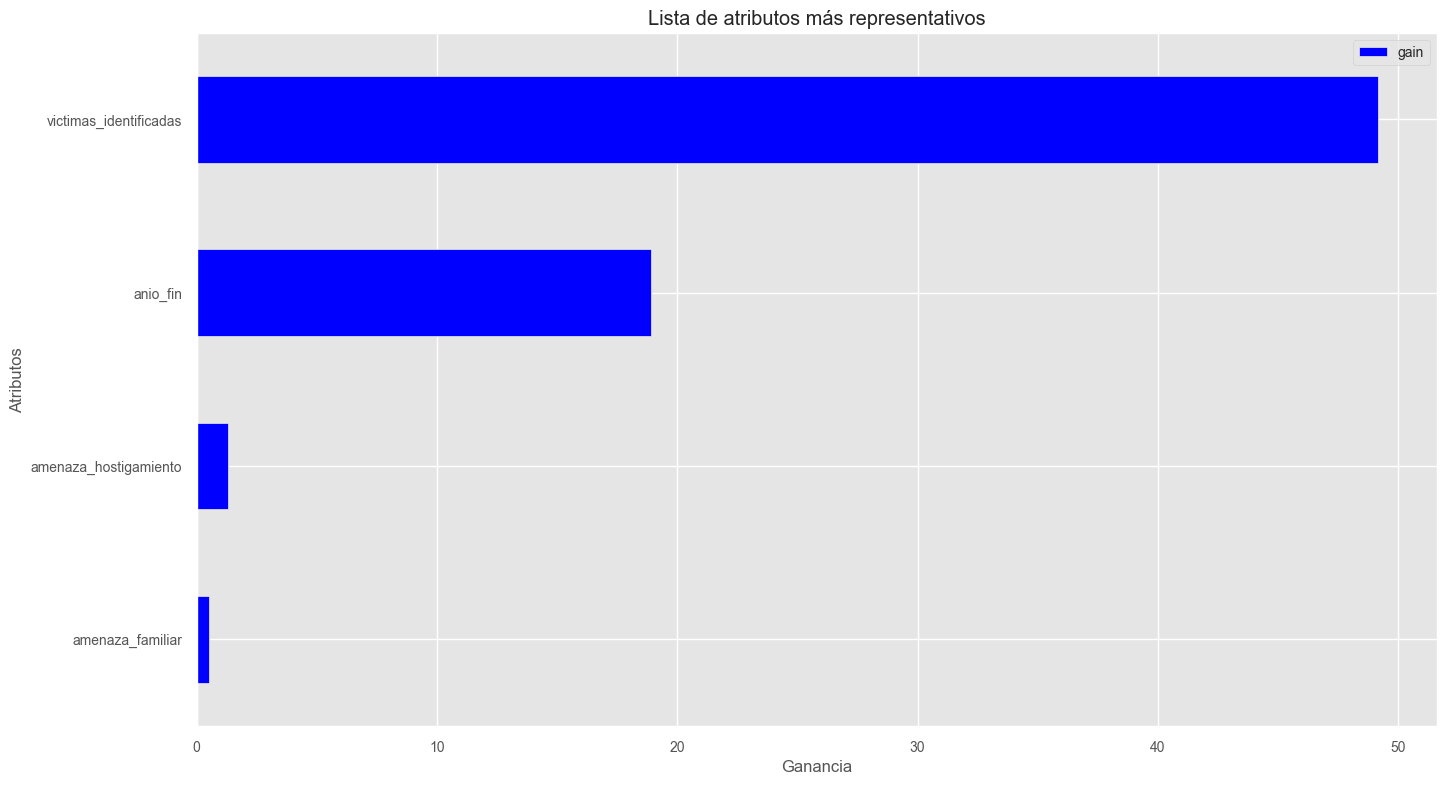 Lista de atributos más representativos
gain
victimas_identificadas
anio_fin
amenaza_hostigamiento
amenaza_familiar
Atributos
0 10 20 30 40 50
Ganancia